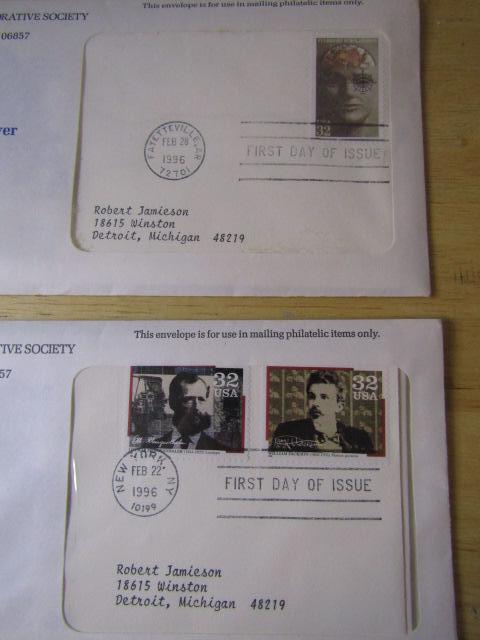 This envelope is for use in mailing philatelic items only.
ORATIVE SOCIETY
06857
ver
32
FAYETTEVILLE, AR
FEB 28
1996
72701
FIRST DAY OF ISSUE
Robert Jamieson
18615 Winston
Detroit, Michigan 48219
This envelope is for use in mailing philatelic items only.
TIVE SOCIETY
57
32
USA
32
USA
NEW YORK NY
FEB 22
1996
10199
FIRST DAY OF ISSUE
Robert Jamieson
18615 Winston
Detroit, Michigan 48219